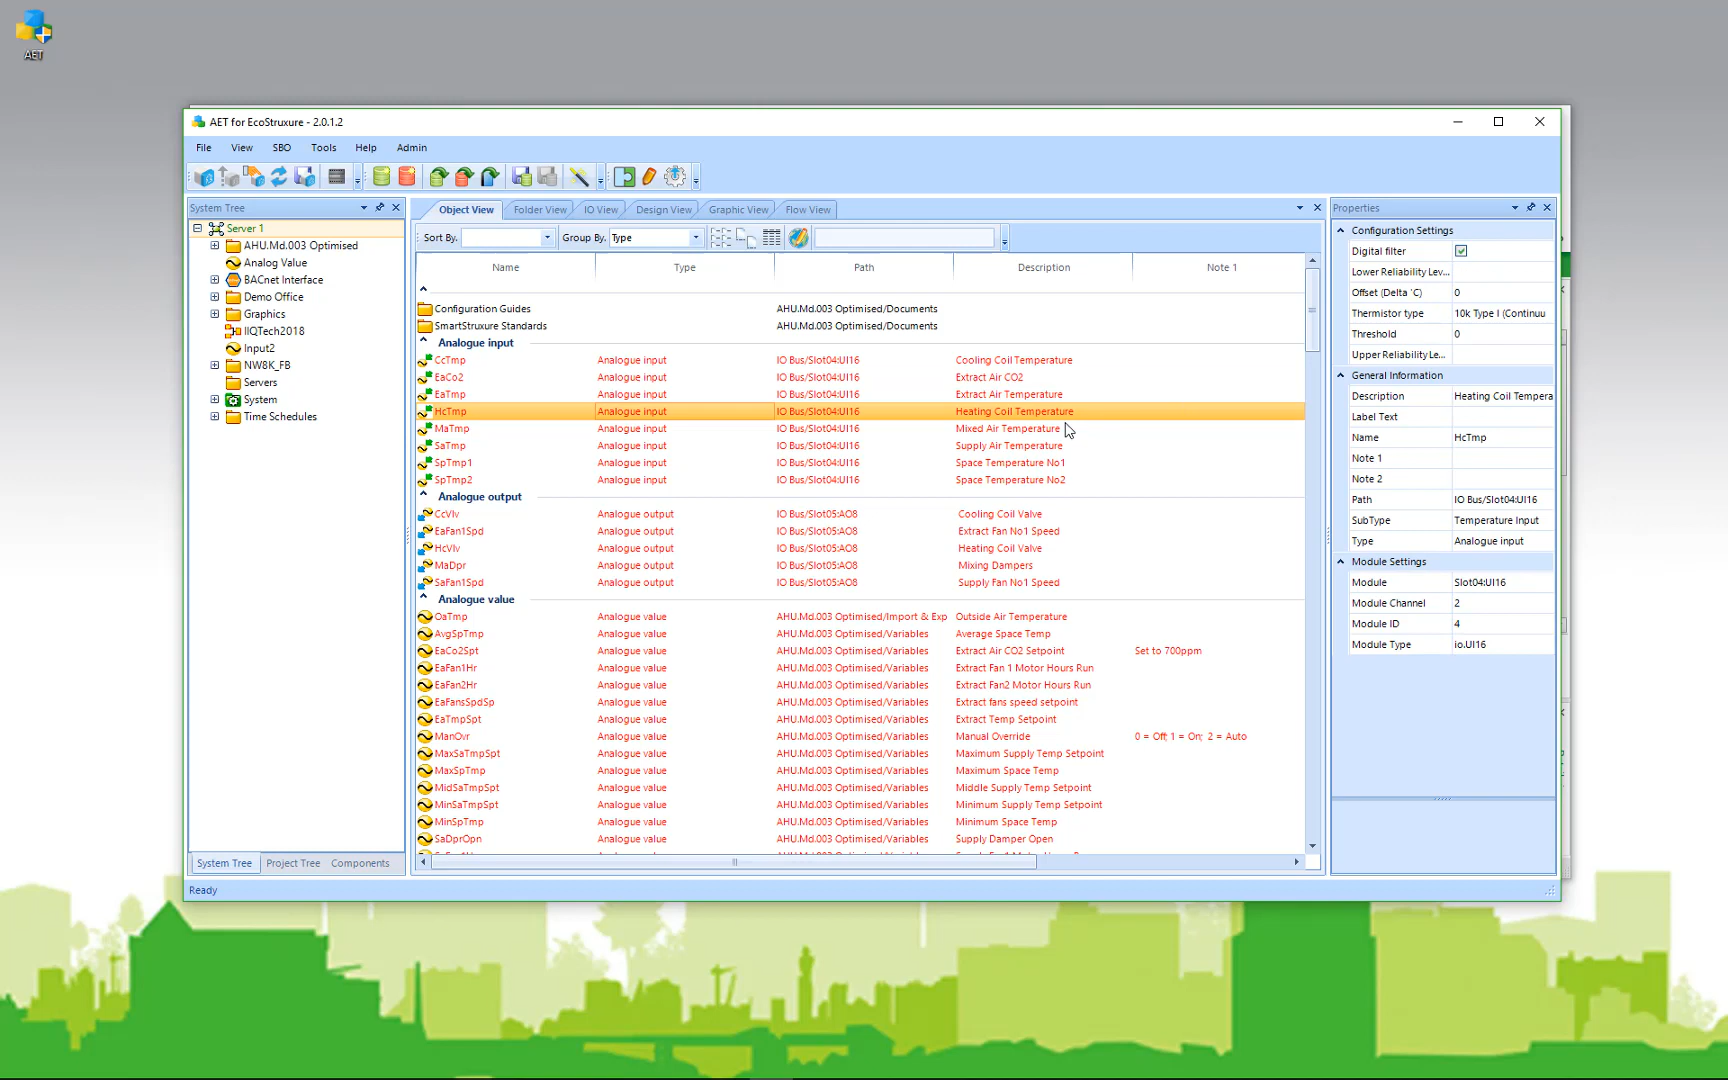 AET
AET for EcoStruxure - 2.0.1.2
File View SBO Tools Help Admin
System Tree
Server 1
AHU.Md.003 Optimised
Analog Value
BACnet Interface
Demo Office
Graphics
IIQTech2018
Input2
NW8K_FB
Servers
System
Time Schedules
System Tree Project Tree Components
Ready
Object View Folder View IO View Design View Graphic View Flow View
Sort By. Group By. Type
Name Type Path Description Note 1
Configuration Guides AHU.Md.003 Optimised/Documents
SmartStruxure Standards AHU.Md.003 Optimised/Documents
Analogue input
CcTmp Analogue input IO Bus/Slot04:UI16 Cooling Coil Temperature
EaCo2 Analogue input IO Bus/Slot04:UI16 Extract Air CO2
EaTmp Analogue input IO Bus/Slot04:UI16 Extract Air Temperature
HcTmp Analogue input IO Bus/Slot04:UI16 Heating Coil Temperature
MaTmp Analogue input IO Bus/Slot04:UI16 Mixed Air Temperature
SaTmp Analogue input IO Bus/Slot04:UI16 Supply Air Temperature
SpTmp1 Analogue input IO Bus/Slot04:UI16 Space Temperature No1
SpTmp2 Analogue input IO Bus/Slot04:UI16 Space Temperature No2
Analogue output
CcVlv Analogue output IO Bus/Slot05:AO8 Cooling Coil Valve
EaFan1Spd Analogue output IO Bus/Slot05:AO8 Extract Fan No1 Speed
HcVlv Analogue output IO Bus/Slot05:AO8 Heating Coil Valve
MaDpr Analogue output IO Bus/Slot05:AO8 Mixing Dampers
SaFan1Spd Analogue output IO Bus/Slot05:AO8 Supply Fan No1 Speed
Analogue value
OaTmp Analogue value AHU.Md.003 Optimised/Import & Exp Outside Air Temperature
AvgSpTmp Analogue value AHU.Md.003 Optimised/Variables Average Space Temp
EaCo2Spt Analogue value AHU.Md.003 Optimised/Variables Extract Air CO2 Setpoint Set to 700ppm
EaFan1Hr Analogue value AHU.Md.003 Optimised/Variables Extract Fan 1 Motor Hours Run
EaFan2Hr Analogue value AHU.Md.003 Optimised/Variables Extract Fan2 Motor Hours Run
EaFansSpdSp Analogue value AHU.Md.003 Optimised/Variables Extract fans speed setpoint
EaTmpSpt Analogue value AHU.Md.003 Optimised/Variables Extract Temp Setpoint
ManOvr Analogue value AHU.Md.003 Optimised/Variables Manual Override 0 = Off; 1 = On; 2 = Auto
MaxSaTmpSpt Analogue value AHU.Md.003 Optimised/Variables Maximum Supply Temp Setpoint
MaxSpTmp Analogue value AHU.Md.003 Optimised/Variables Maximum Space Temp
MidSaTmpSpt Analogue value AHU.Md.003 Optimised/Variables Middle Supply Temp Setpoint
MinSaTmpSpt Analogue value AHU.Md.003 Optimised/Variables Minimum Supply Temp Setpoint
MinSpTmp Analogue value AHU.Md.003 Optimised/Variables Minimum Space Temp
SaDprOpn Analogue value AHU.Md.003 Optimised/Variables Supply Damper Open
Properties
Configuration Settings
Digital filter
Lower Reliability Lev...
Offset (Delta °C) 0
Thermistor type 10k Type I (Continuu
Threshold 0
Upper Reliability Le...
General Information
Description Heating Coil Tempera
Label Text
Name HcTmp
Note 1
Note 2
Path IO Bus/Slot04:UI16
SubType Temperature Input
Type Analogue input
Module Settings
Module Slot04:UI16
Module Channel 2
Module ID 4
Module Type io.UI16